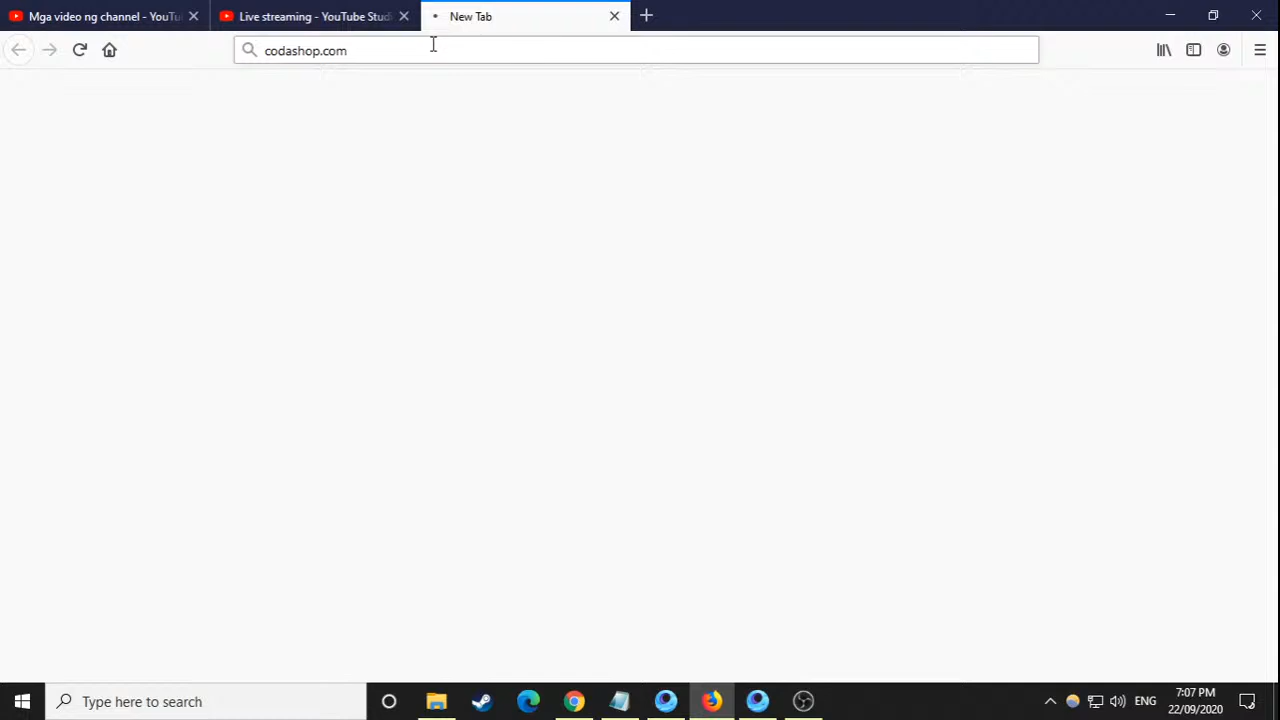 Mga video ng channel - YouTu
Live streaming - YouTube Studi
New Tab
codashop.com
Type here to search
ENG
7:07 PM
22/09/2020